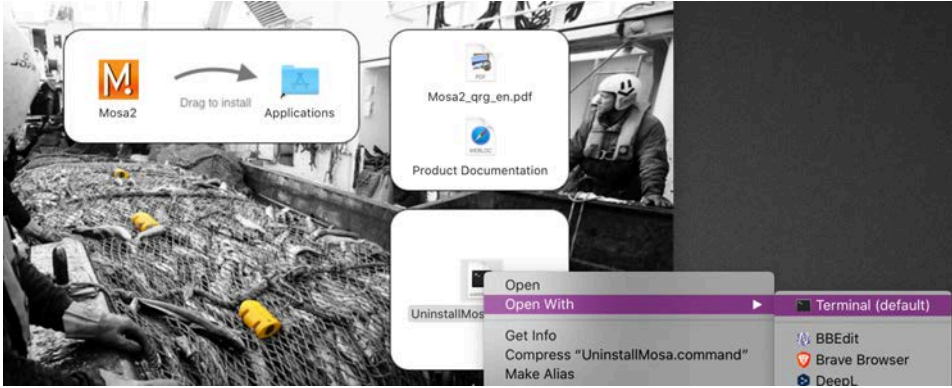 M!
Mosa2
Drag to install
Applications
PDF
Mosa2_qrg_en.pdf
WEBLOC
Product Documentation
UninstallMos
Open
Open With
Get Info
Compress “UninstallMosa.command”
Make Alias
Terminal (default)
BBEdit
Brave Browser
DeepL